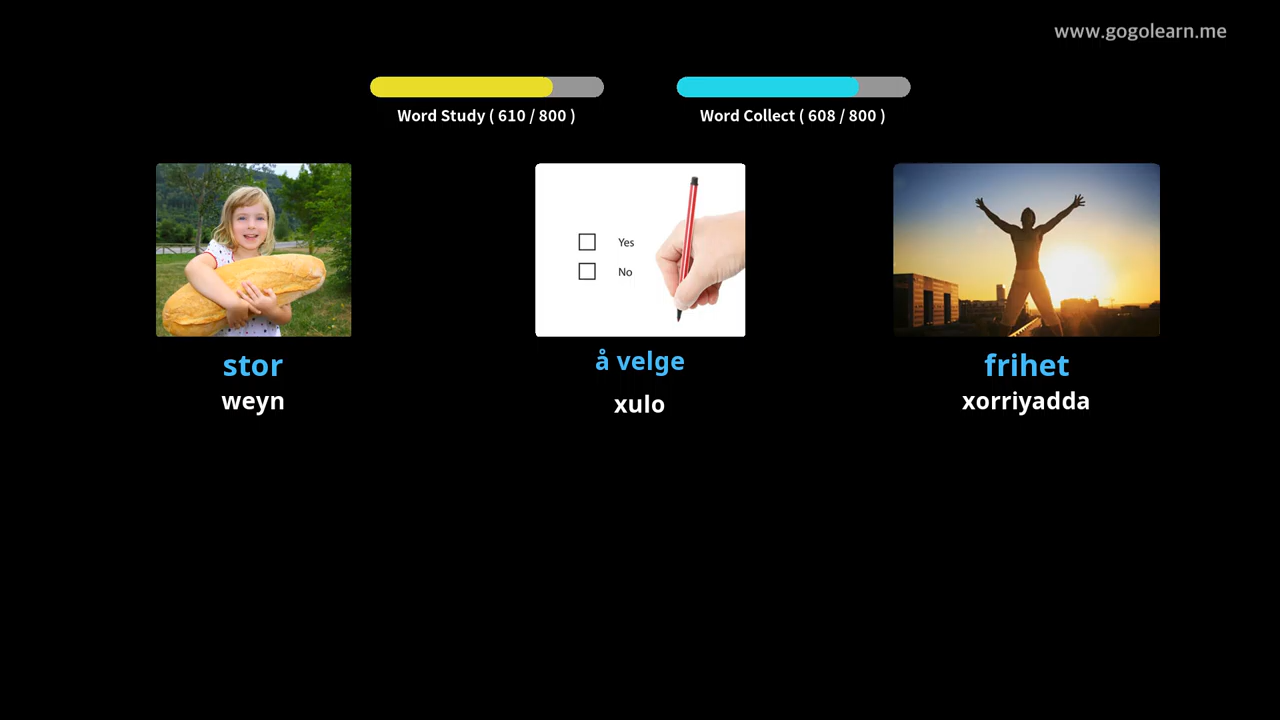 www.gogolearn.me
Word Study ( 610 / 800 )
Word Collect ( 608 / 800 )
Yes
No
stor
å velge
frihet
weyn
xulo
xorriyadda